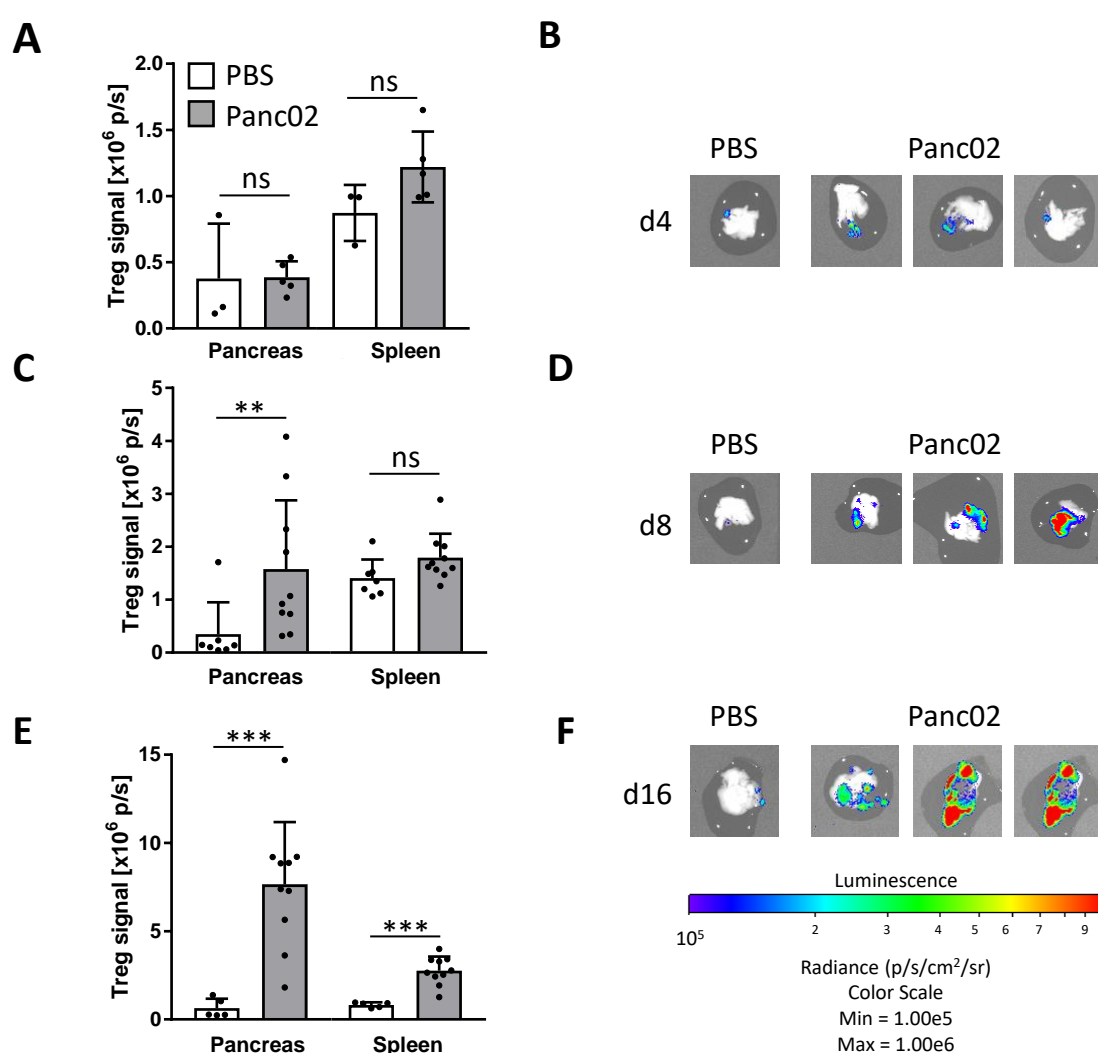 A
B
2.0
1.5
1.0
0.5
0.0
Treg signal [x10⁶ p/s]
PBS
Panc02
ns
ns
Pancreas
Spleen
PBS
Panc02
d4
C
D
5
4
3
2
1
0
Treg signal [x10⁶ p/s]
**
ns
Pancreas
Spleen
PBS
Panc02
d8
E
F
15
10
5
0
Treg signal [x10⁶ p/s]
***
***
Pancreas
Spleen
PBS
Panc02
d16
Luminescence
10⁵ 2 3 4 5 6 7 9
Radiance (p/s/cm²/sr)
Color Scale
Min = 1.00e5
Max = 1.00e6